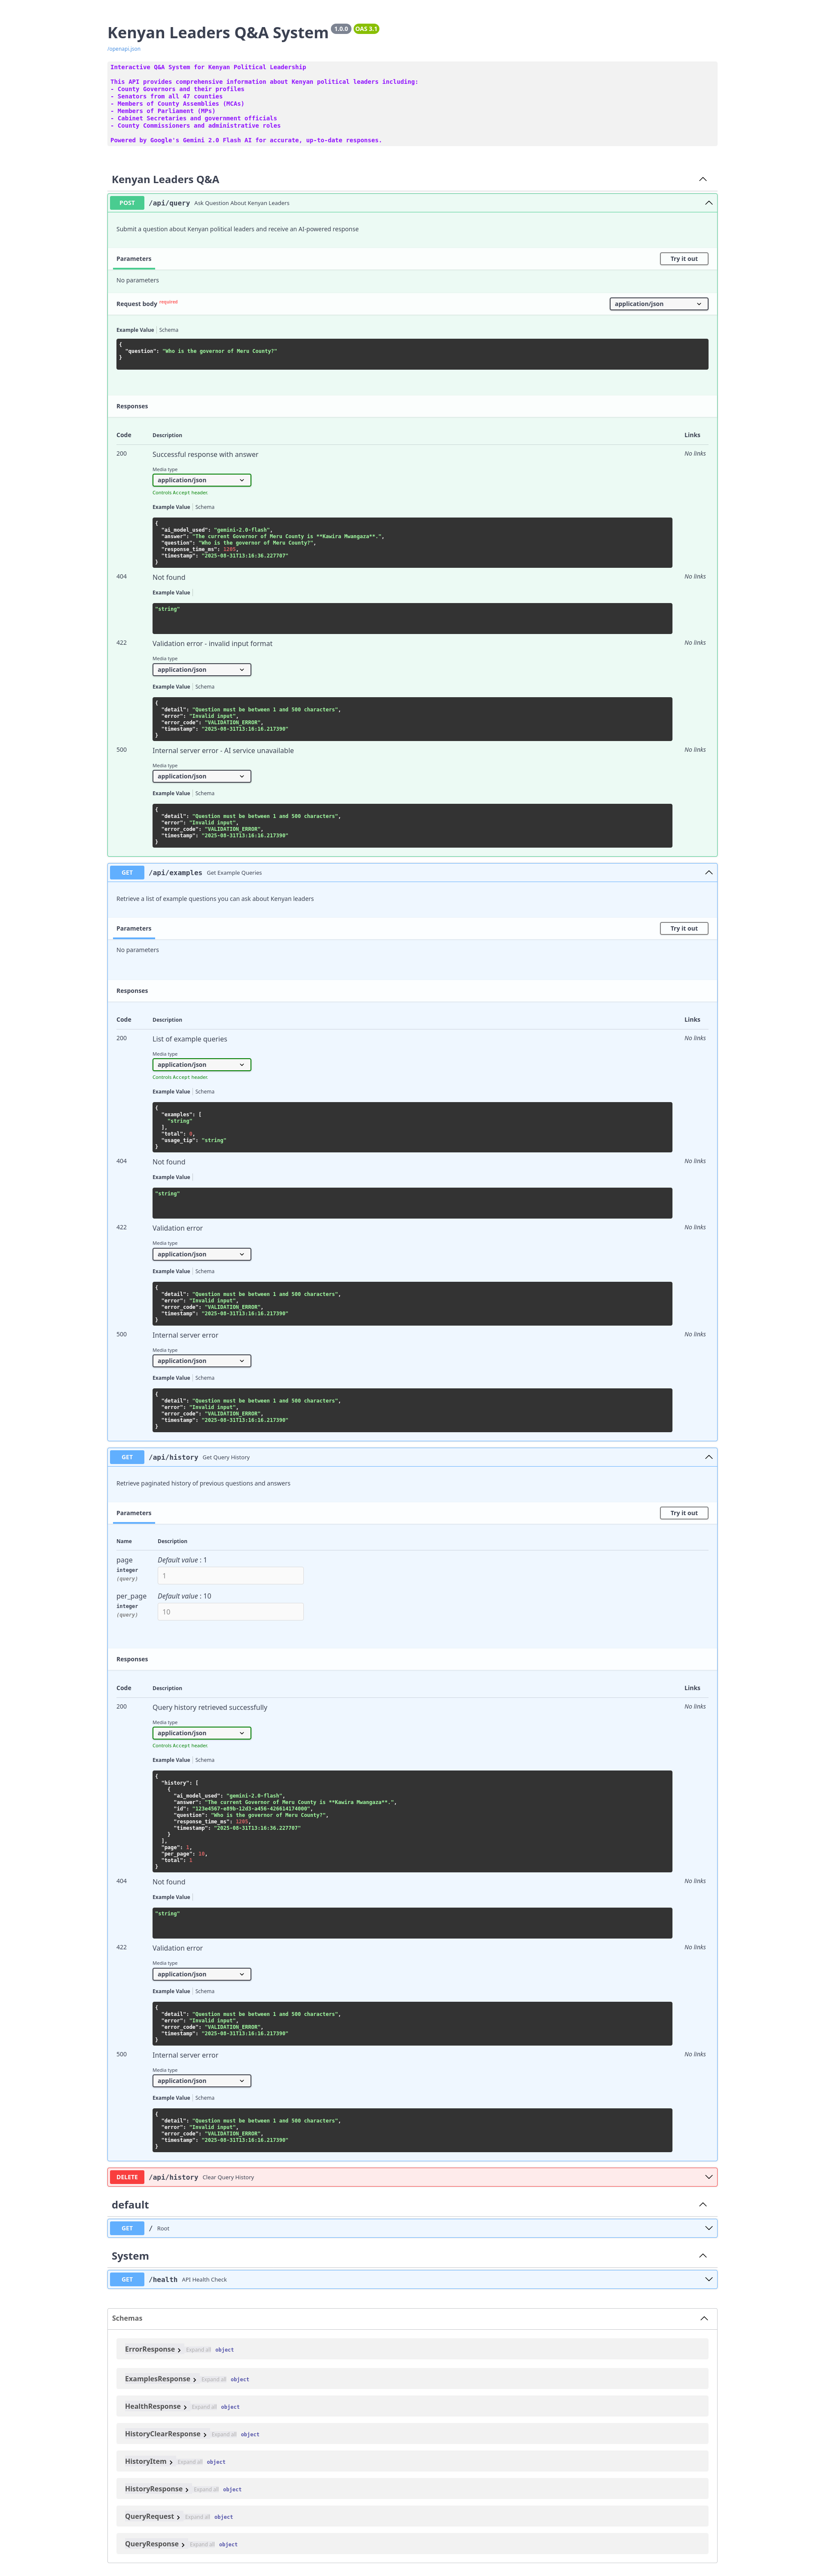 Kenyan Leaders Q&A System 1.0.0 OAS 3.1
/openapi.json
Interactive Q&A System for Kenyan Political Leadership
This API provides comprehensive information about Kenyan political leaders including:
- County Governors and their profiles
- Senators from all 47 counties
- Members of County Assemblies (MCAs)
- Members of Parliament (MPs)
- Cabinet Secretaries and government officials
- County Commissioners and administrative roles
Powered by Google's Gemini 2.0 Flash AI for accurate, up-to-date responses.
Kenyan Leaders Q&A
POST /api/query Ask Question About Kenyan Leaders
Submit a question about Kenyan political leaders and receive an AI-powered response
Parameters Try it out
No parameters
Request body required application/json
Example Value Schema
{
"question": "Who is the governor of Meru County?"
}
Responses
Code Description Links
200 Successful response with answer No links
Media type
application/json
Controls Accept header.
Example Value Schema
{
"ai_model_used": "gemini-2.0-flash",
"answer": "The current Governor of Meru County is **Kawira Mwangaza**.",
"question": "Who is the governor of Meru County?",
"response_time_ms": 1205,
"timestamp": "2025-08-31T13:16:36.227707"
}
404 Not found No links
Example Value
"string"
422 Validation error - invalid input format No links
Media type
application/json
Example Value Schema
{
"detail": "Question must be between 1 and 500 characters",
"error": "Invalid input",
"error_code": "VALIDATION_ERROR",
"timestamp": "2025-08-31T13:16:16.217390"
}
500 Internal server error - AI service unavailable No links
Media type
application/json
Example Value Schema
{
"detail": "Question must be between 1 and 500 characters",
"error": "Invalid input",
"error_code": "VALIDATION_ERROR",
"timestamp": "2025-08-31T13:16:16.217390"
}
GET /api/examples Get Example Queries
Retrieve a list of example questions you can ask about Kenyan leaders
Parameters Try it out
No parameters
Responses
Code Description Links
200 List of example queries No links
Media type
application/json
Controls Accept header.
Example Value Schema
{
"examples": [
"string"
],
"total": 0,
"usage_tip": "string"
}
404 Not found No links
Example Value
"string"
422 Validation error No links
Media type
application/json
Example Value Schema
{
"detail": "Question must be between 1 and 500 characters",
"error": "Invalid input",
"error_code": "VALIDATION_ERROR",
"timestamp": "2025-08-31T13:16:16.217390"
}
500 Internal server error No links
Media type
application/json
Example Value Schema
{
"detail": "Question must be between 1 and 500 characters",
"error": "Invalid input",
"error_code": "VALIDATION_ERROR",
"timestamp": "2025-08-31T13:16:16.217390"
}
GET /api/history Get Query History
Retrieve paginated history of previous questions and answers
Parameters Try it out
Name Description
page Default value : 1
integer
(query) 1
per_page Default value : 10
integer
(query) 10
Responses
Code Description Links
200 Query history retrieved successfully No links
Media type
application/json
Controls Accept header.
Example Value Schema
{
"history": [
{
"ai_model_used": "gemini-2.0-flash",
"answer": "The current Governor of Meru County is **Kawira Mwangaza**.",
"id": "123e4567-e89b-12d3-a456-426614174000",
"question": "Who is the governor of Meru County?",
"response_time_ms": 1205,
"timestamp": "2025-08-31T13:16:36.227707"
}
],
"page": 1,
"per_page": 10,
"total": 1
}
404 Not found No links
Example Value
"string"
422 Validation error No links
Media type
application/json
Example Value Schema
{
"detail": "Question must be between 1 and 500 characters",
"error": "Invalid input",
"error_code": "VALIDATION_ERROR",
"timestamp": "2025-08-31T13:16:16.217390"
}
500 Internal server error No links
Media type
application/json
Example Value Schema
{
"detail": "Question must be between 1 and 500 characters",
"error": "Invalid input",
"error_code": "VALIDATION_ERROR",
"timestamp": "2025-08-31T13:16:16.217390"
}
DELETE /api/history Clear Query History
default
GET / Root
System
GET /health API Health Check
Schemas
ErrorResponse Expand all object
ExamplesResponse Expand all object
HealthResponse Expand all object
HistoryClearResponse Expand all object
HistoryItem Expand all object
HistoryResponse Expand all object
QueryRequest Expand all object
QueryResponse Expand all object